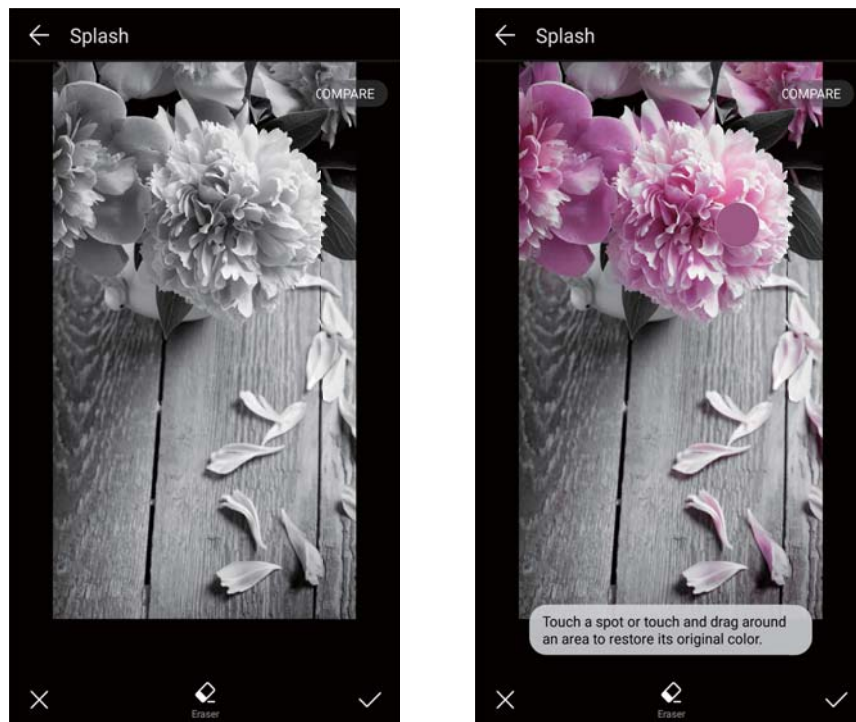 Splash
COMPARE
Eraser
Splash
COMPARE
Touch a spot or touch and drag around
an area to restore its original color.
Eraser